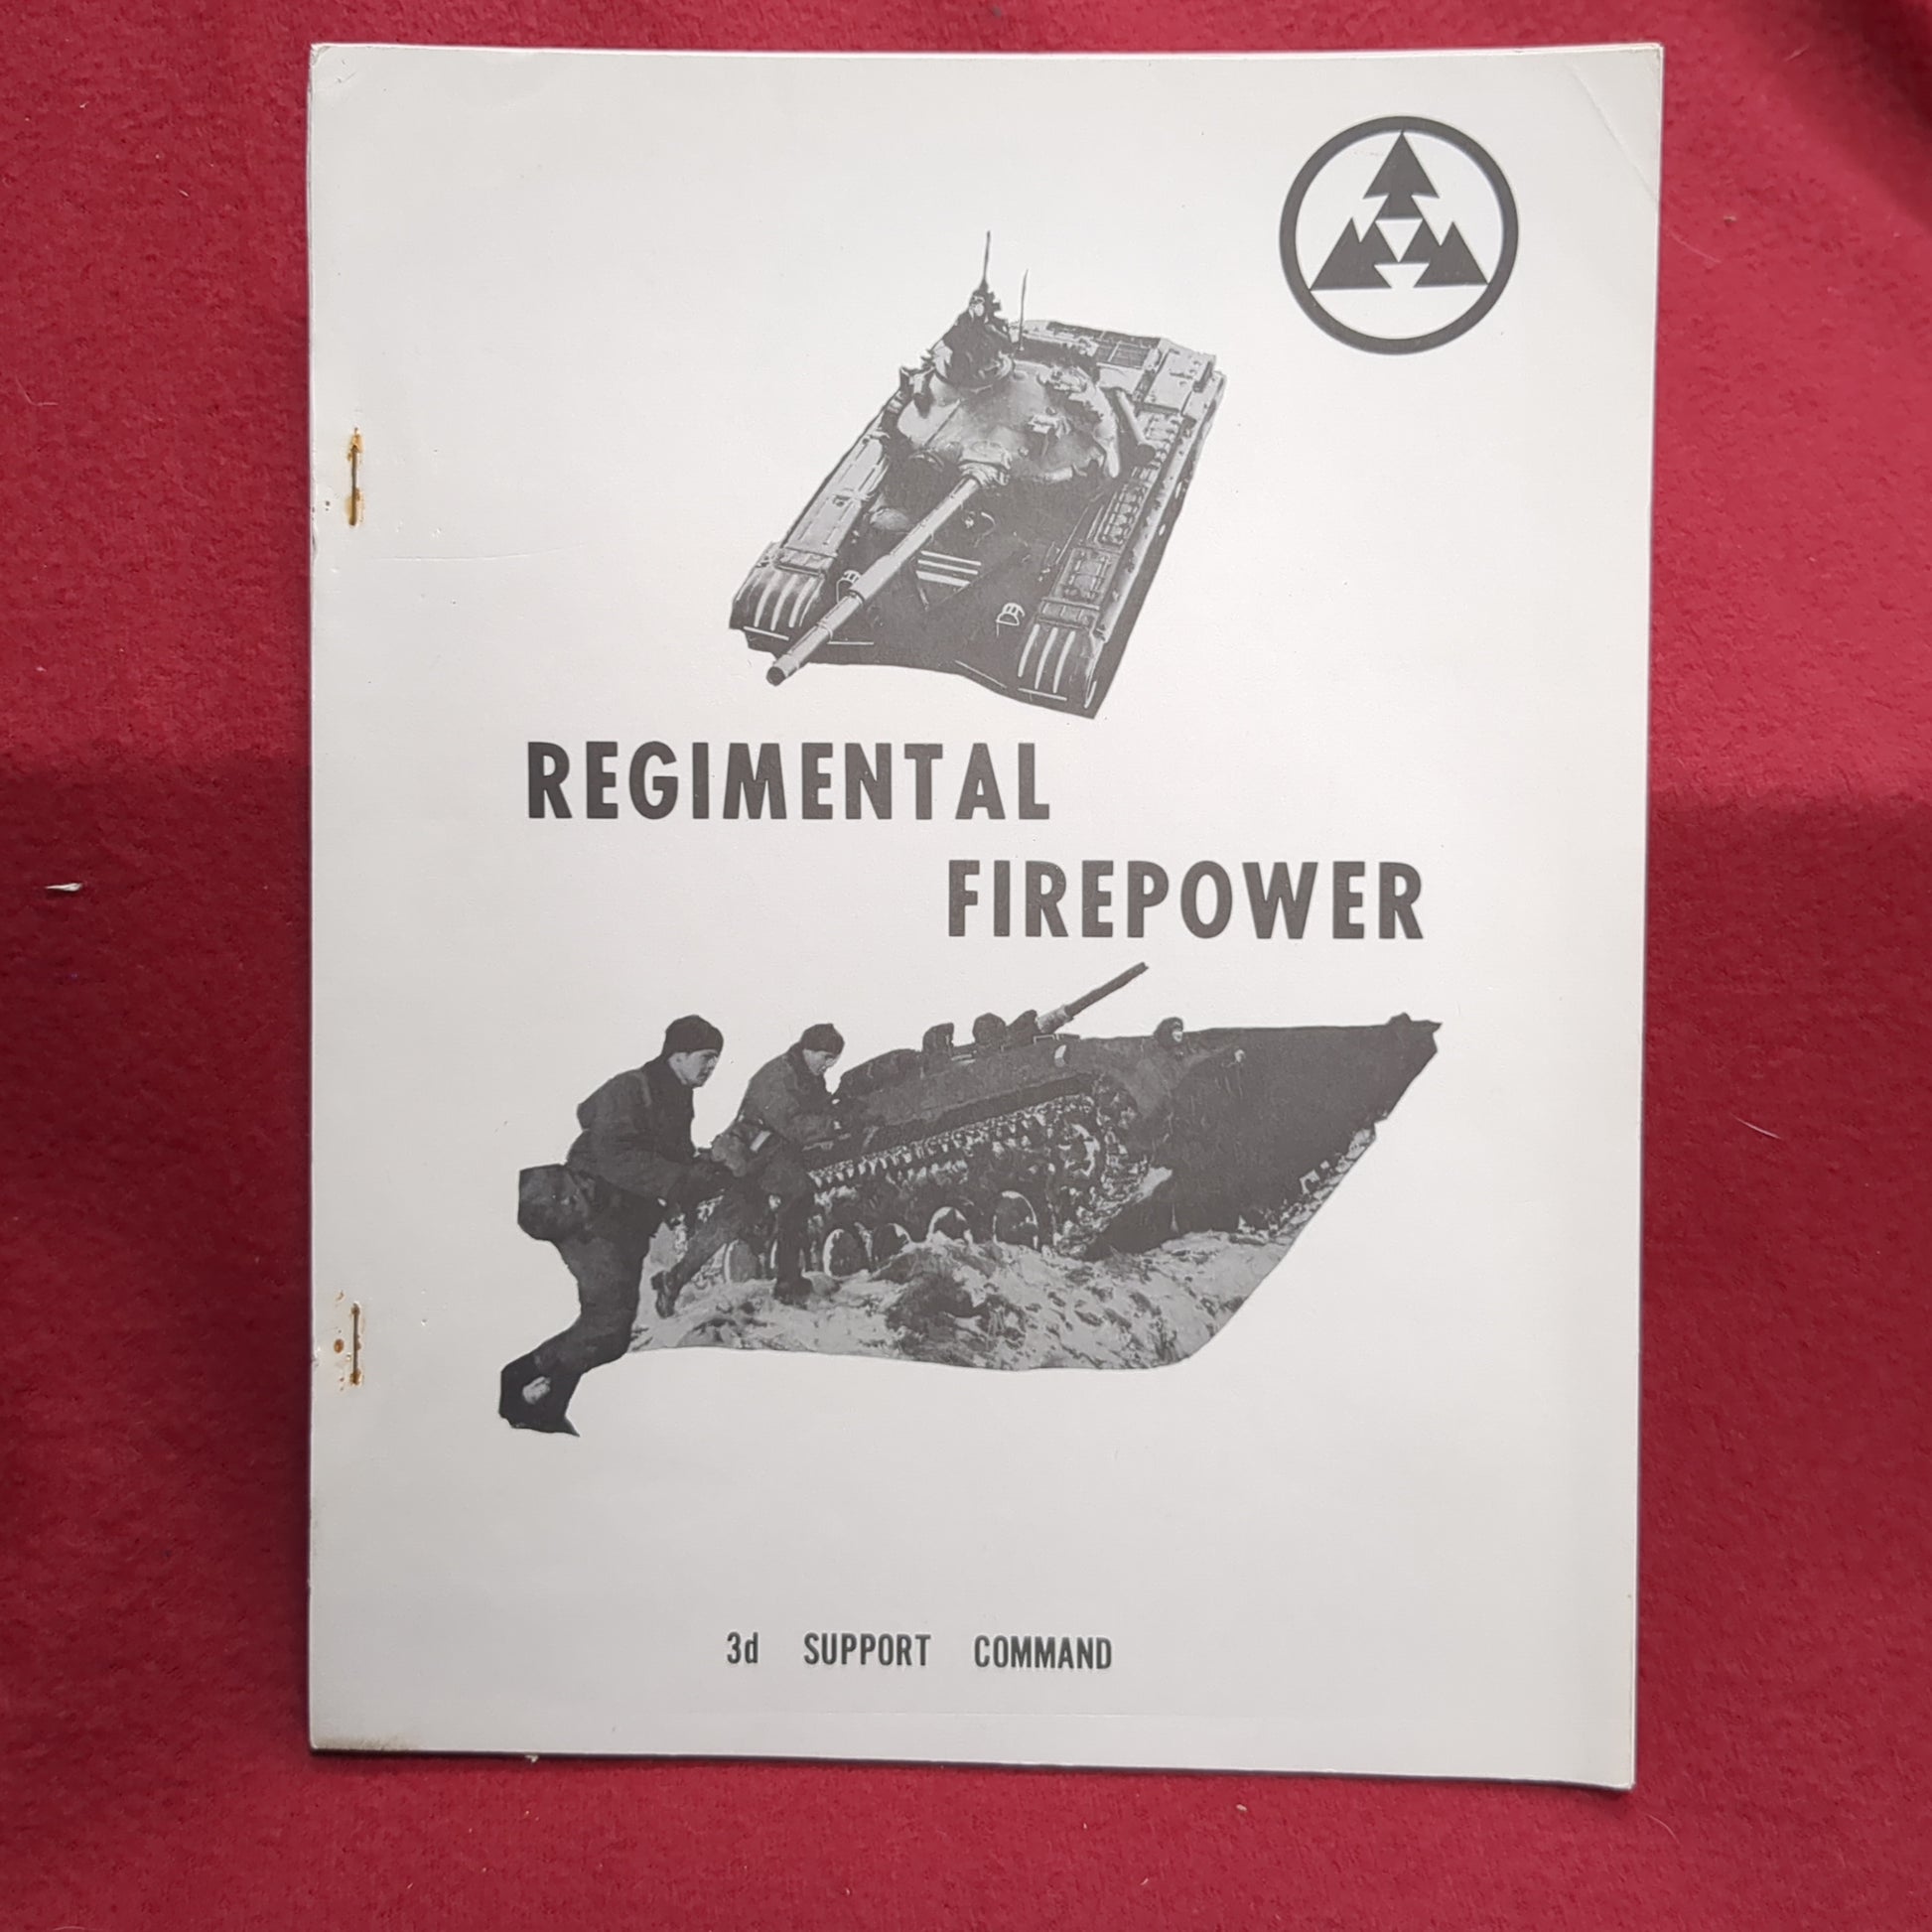 REGIMENTAL
FIREPOWER
3d SUPPORT COMMAND